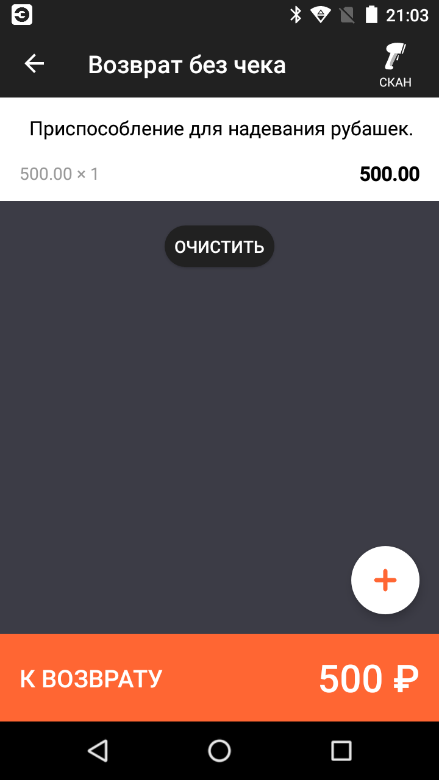 Э
21:03
Возврат без чека
СКАН
Приспособление для надевания рубашек.
500.00 × 1
500.00
ОЧИСТИТЬ
К ВОЗВРАТУ
500 ₽